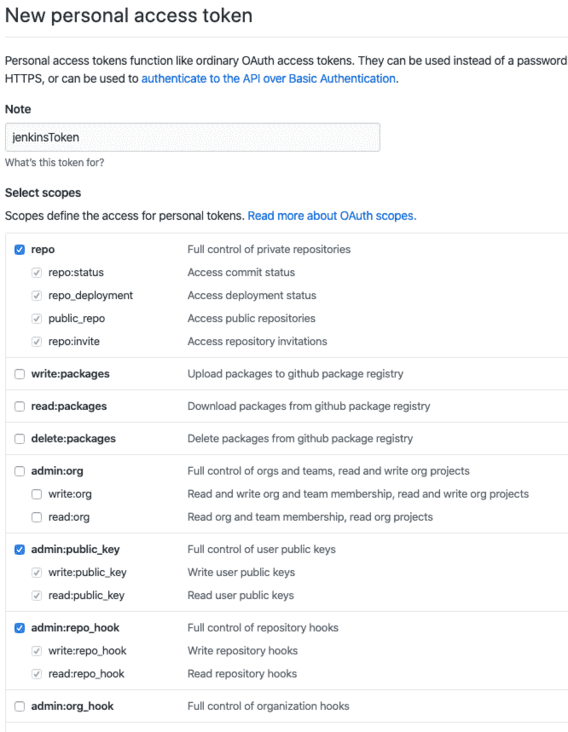 New personal access token
Personal access tokens function like ordinary OAuth access tokens. They can be used instead of a password
HTTPS, or can be used to authenticate to the API over Basic Authentication.
Note
jenkinsToken
What's this token for?
Select scopes
Scopes define the access for personal tokens. Read more about OAuth scopes.
repo Full control of private repositories
repo:status Access commit status
repo_deployment Access deployment status
public_repo Access public repositories
repo:invite Access repository invitations
write:packages Upload packages to github package registry
read:packages Download packages from github package registry
delete:packages Delete packages from github package registry
admin:org Full control of orgs and teams, read and write org projects
write:org Read and write org and team membership, read and write org projects
read:org Read org and team membership, read org projects
admin:public_key Full control of user public keys
write:public_key Write user public keys
read:public_key Read user public keys
admin:repo_hook Full control of repository hooks
write:repo_hook Write repository hooks
read:repo_hook Read repository hooks
admin:org_hook Full control of organization hooks